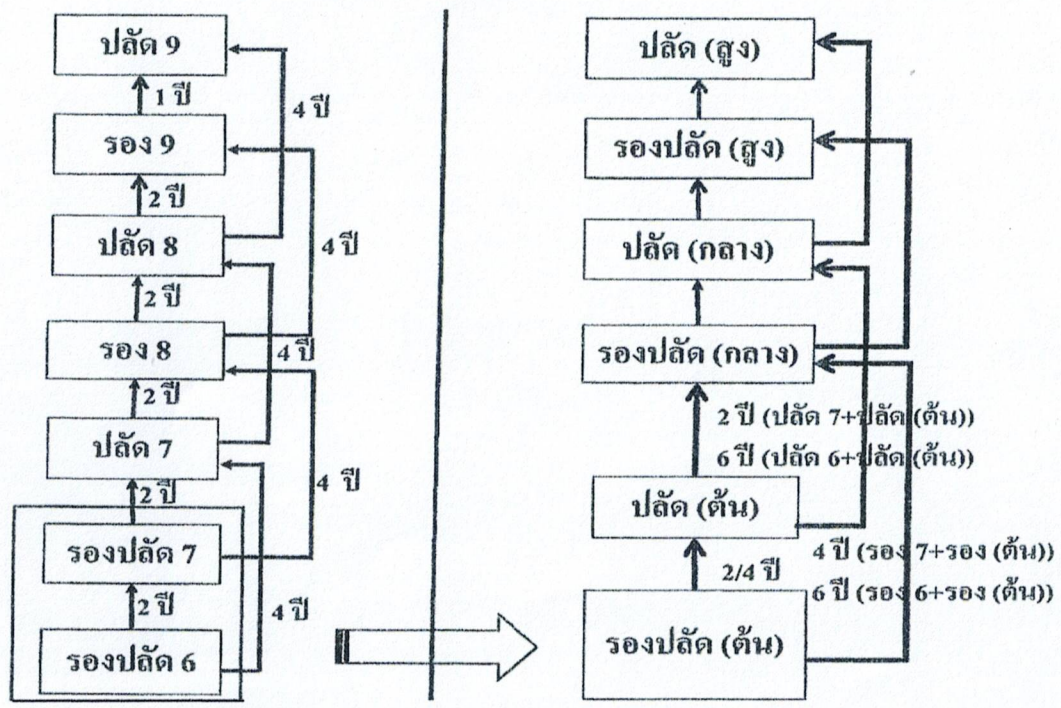 ปลัด 9
1 ปี
4 ปี
รอง 9
2 ปี
ปลัด 8
4 ปี
2 ปี
รอง 8
4 ปี
2 ปี
ปลัด 7
2 ปี
4 ปี
รองปลัด 7
2 ปี
4 ปี
รองปลัด 6
ปลัด (สูง)
รองปลัด (สูง)
ปลัด (กลาง)
รองปลัด (กลาง)
2 ปี (ปลัด 7+ปลัด (ต้น))
6 ปี (ปลัด 6+ปลัด (ต้น))
ปลัด (ต้น)
4 ปี (รอง 7+รอง (ต้น))
2/4 ปี
6 ปี (รอง 6+รอง (ต้น))
รองปลัด (ต้น)